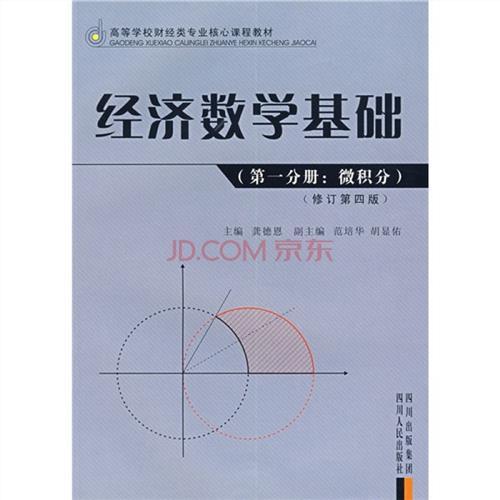 高等学校财经类专业核心课程教材
GAODENG XUEXIAO CAIJINGLEI ZHUANYE HEXIN KECHENG JIAOCAI
经济数学基础
（第一分册：微积分）
（修订第四版）
主编 龚德恩 副主编 范培华 胡显佑
JD.COM 京东
四川出版集团
四川人民出版社